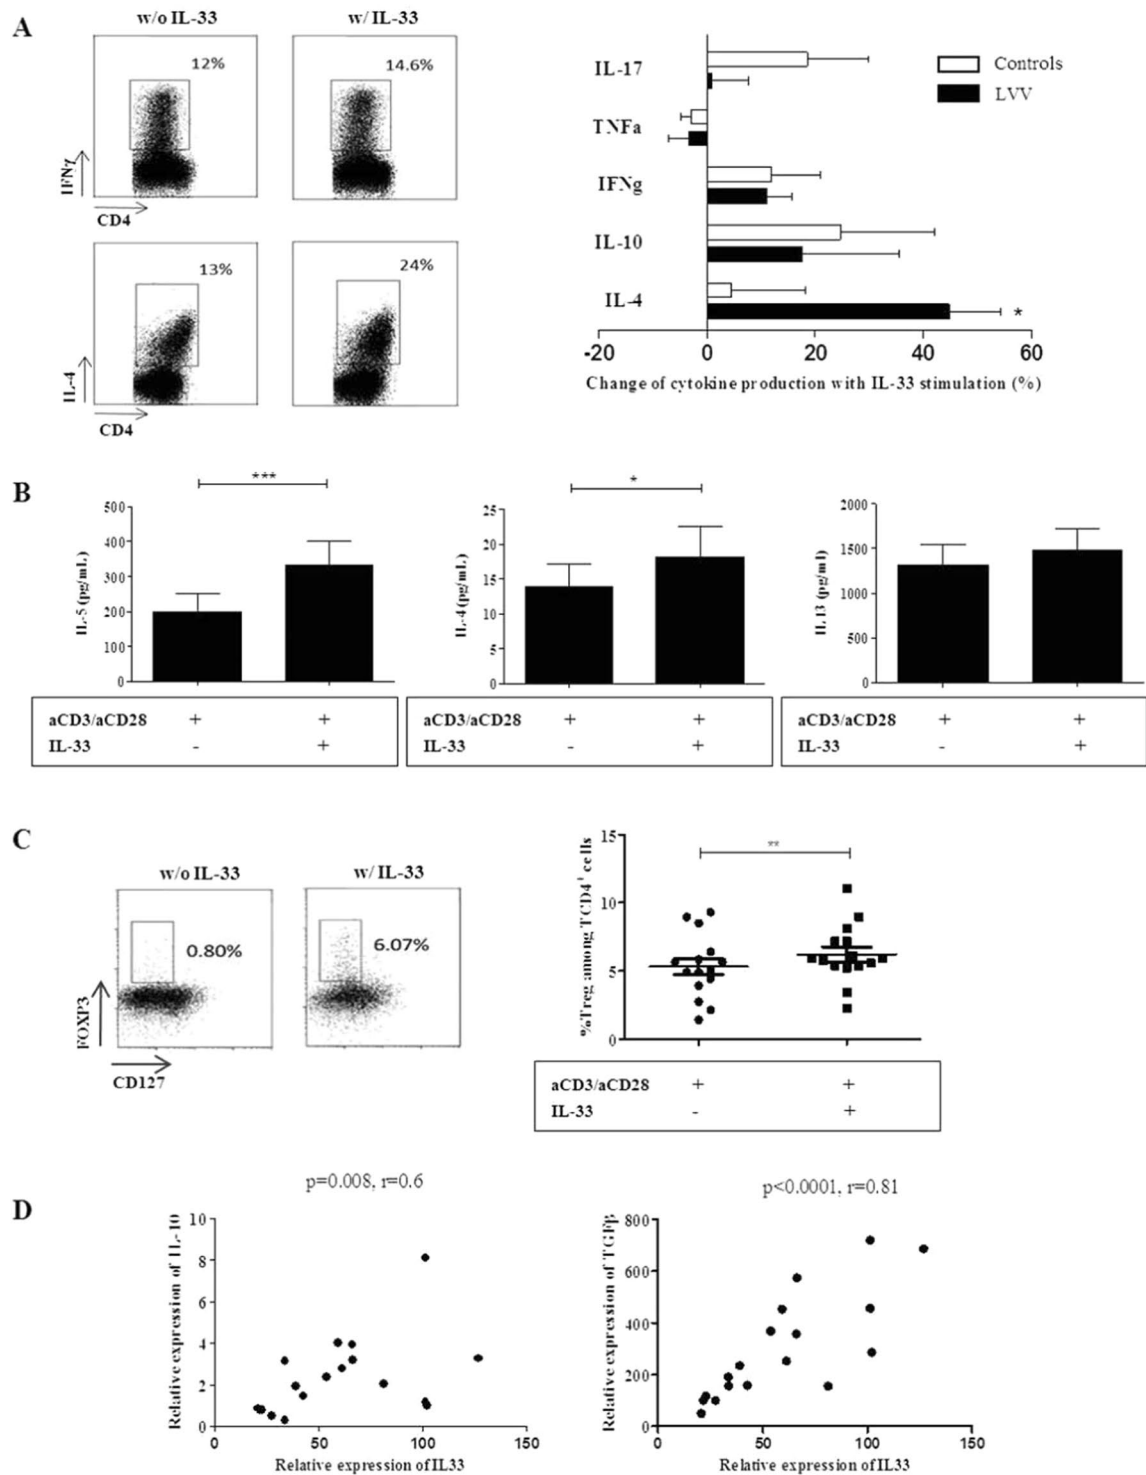 A
w/o IL-33
w/ IL-33
12%
14.6%
IFNγ
CD4
13%
24%
IL-4
CD4
IL-17
TNFa
IFNg
IL-10
IL-4
Controls
LVV
*
-20 0 20 40 60
Change of cytokine production with IL-33 stimulation (%)
B
***
500
400
300
200
100
0
IL-5 (pg/mL)
aCD3/aCD28 + +
IL-33 - +
*
25
20
15
10
5
0
IL-4 (pg/mL)
aCD3/aCD28 + +
IL-33 - +
2000
1500
1000
500
0
IL13 (pg/ml)
aCD3/aCD28 + +
IL-33 - +
C
w/o IL-33
w/ IL-33
0.80%
6.07%
FOXP3
CD127
**
15
10
5
0
%Treg among TCD4+ cells
aCD3/aCD28 + +
IL-33 - +
D
p=0.008, r=0.6
10
8
6
4
2
0
Relative expression of IL-10
0 50 100 150
Relative expression of IL33
p<0.0001, r=0.81
800
600
400
200
0
Relative expression of TGFβ
0 50 100 150
Relative expression of IL33